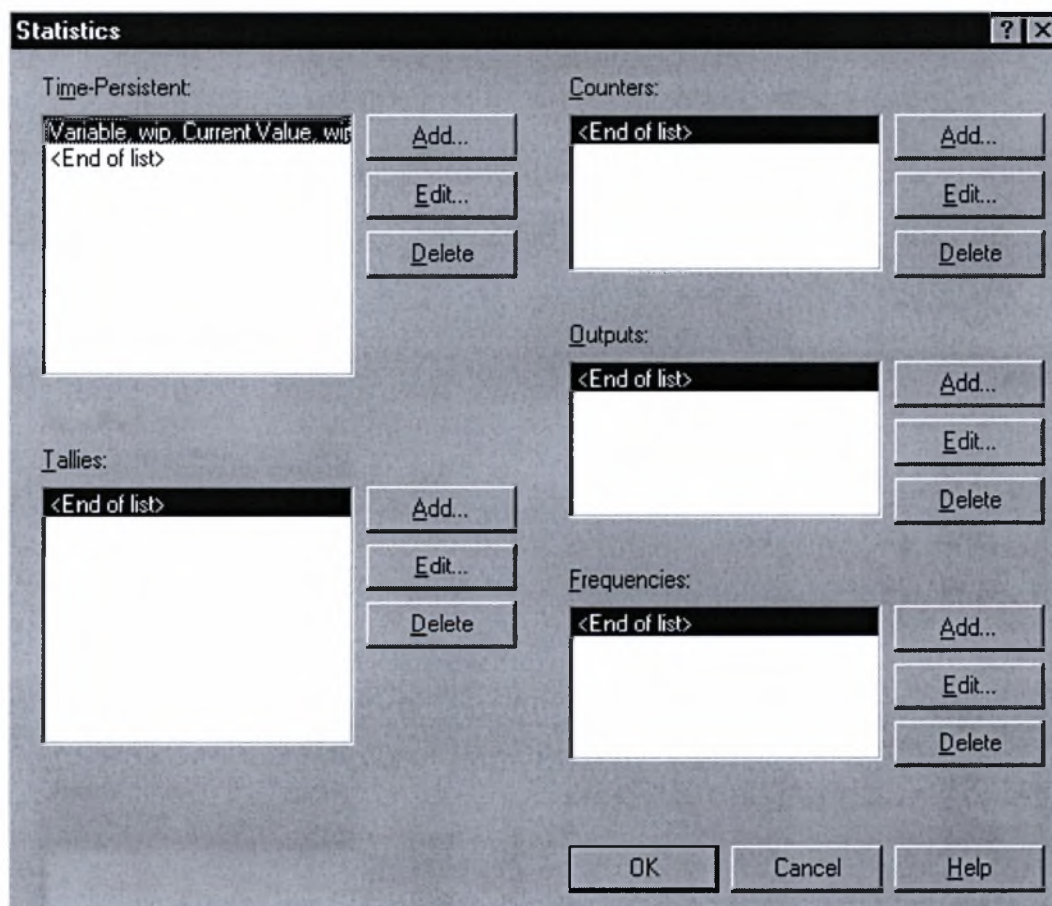 Statistics
? ×
Time-Persistent:
Variable, wip, Current Value, wip
<End of list>
Add...
Edit...
Delete
Tallies:
<End of list>
Add...
Edit...
Delete
Counters:
<End of list>
Add...
Edit...
Delete
Outputs:
<End of list>
Add...
Edit...
Delete
Frequencies:
<End of list>
Add...
Edit...
Delete
OK
Cancel
Help